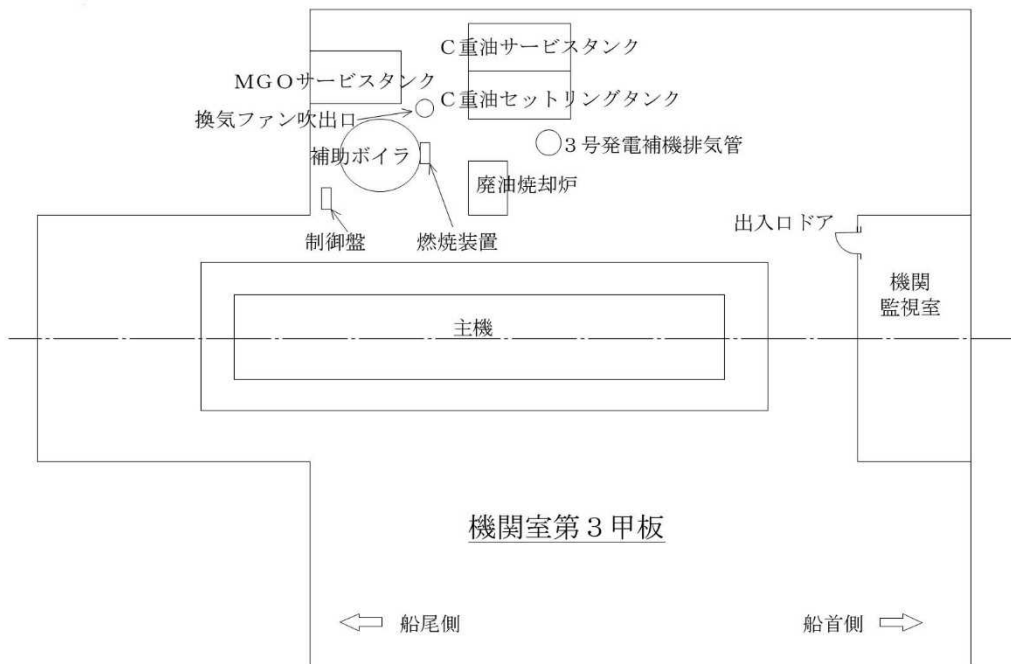 C重油サービスタンク
MGOサービスタンク
C重油セットリングタンク
換気ファン吹出口
3号発電補機排気管
補助ボイラ
廃油焼却炉
出入口ドア
制御盤
燃焼装置
機関
監視室
主機
機関室第3甲板
船尾側
船首側